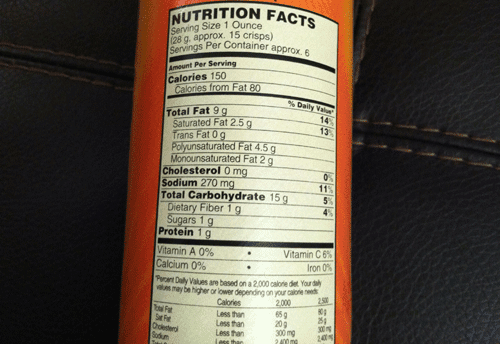 NUTRITION FACTS
Serving Size 1 Ounce
(28 g, approx. 15 crisps)
Servings Per Container approx. 6
Amount Per Serving
Calories 150
Calories from Fat 80
% Daily Value*
Total Fat 9 g 14%
Saturated Fat 2.5 g 13%
Trans Fat 0 g
Polyunsaturated Fat 4.5 g
Monounsaturated Fat 2 g
Cholesterol 0 mg 0%
Sodium 270 mg 11%
Total Carbohydrate 15 g 5%
Dietary Fiber 1 g 4%
Sugars 1 g
Protein 1 g
Vitamin A 0% • Vitamin C 6%
Calcium 0% • Iron 0%
*Percent Daily Values are based on a 2,000 calorie diet. Your daily
values may be higher or lower depending on your calorie needs:
Calories 2,000 2,500
Total Fat Less than 65 g 80 g
Sat Fat Less than 20 g 25 g
Cholesterol Less than 300 mg 300 mg
Sodium Less than 2,400 mg 2,400 mg